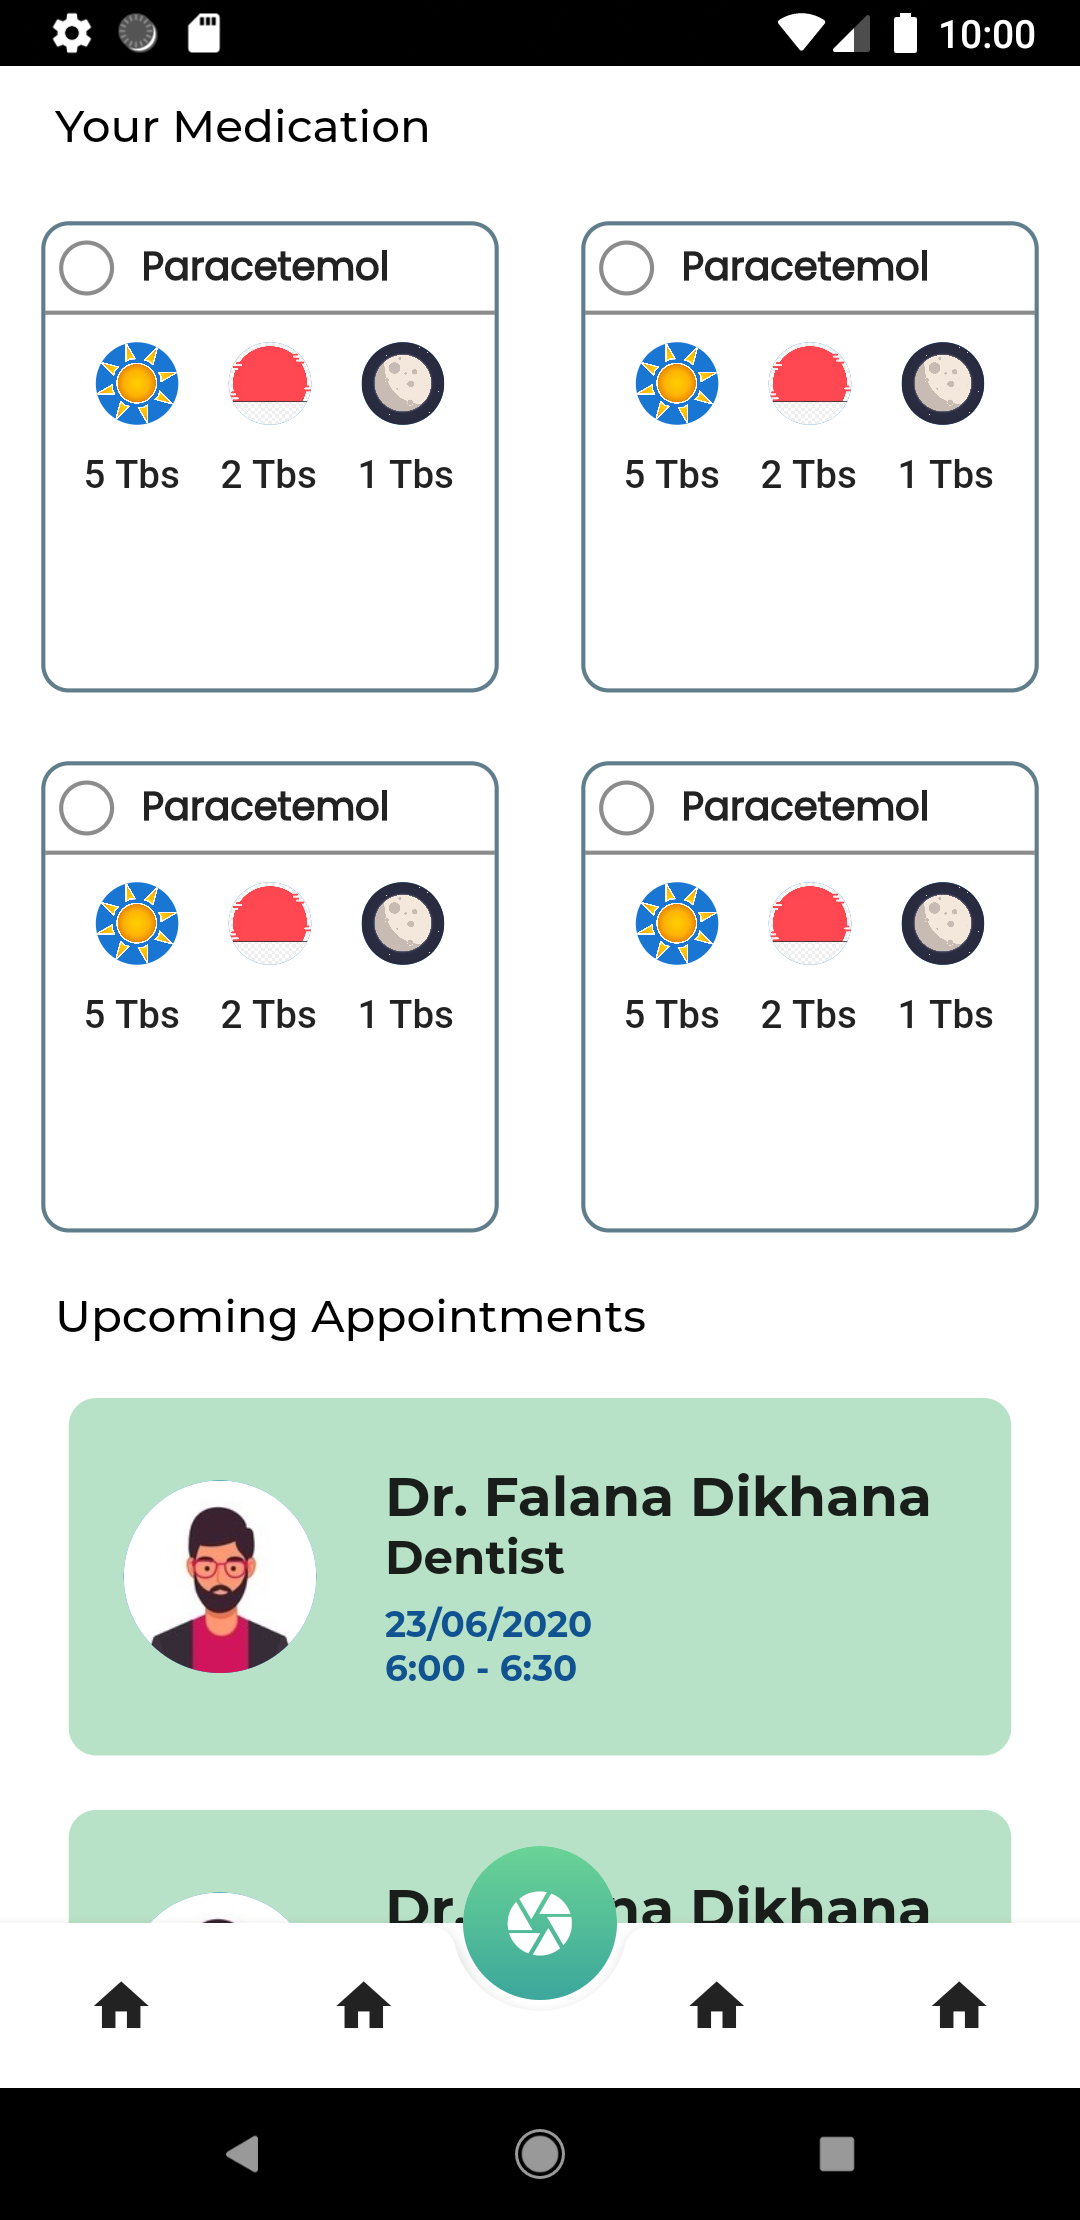 10:00
Your Medication
Paracetemol
5 Tbs 2 Tbs 1 Tbs
Paracetemol
5 Tbs 2 Tbs 1 Tbs
Paracetemol
5 Tbs 2 Tbs 1 Tbs
Paracetemol
5 Tbs 2 Tbs 1 Tbs
Upcoming Appointments
Dr. Falana Dikhana
Dentist
23/06/2020
6:00 - 6:30
Dr. Dikhana